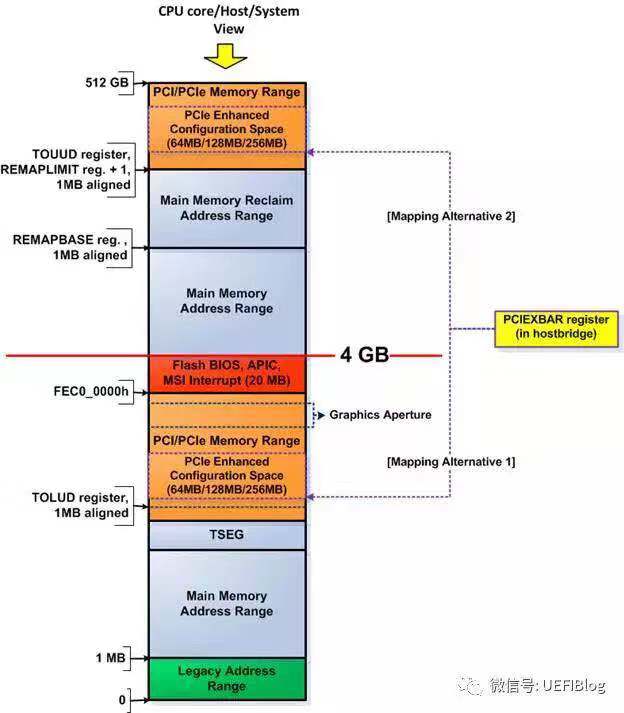 CPU core/Host/System
View
512 GB
PCI/PCIe Memory Range
PCIe Enhanced
Configuration Space
(64MB/128MB/256MB)
TOUUD register,
REMAPLIMIT reg. + 1,
1MB aligned
Main Memory Reclaim
Address Range
[Mapping Alternative 2]
REMAPBASE reg. ,
1MB aligned
Main Memory
Address Range
PCIEXBAR register
(in hostbridge)
4 GB
Flash BIOS, APIC,
MSI Interrupt (20 MB)
FEC0_0000h
Graphics Aperture
PCI/PCIe Memory Range
PCIe Enhanced
Configuration Space
(64MB/128MB/256MB)
[Mapping Alternative 1]
TOLUD register,
1MB aligned
TSEG
Main Memory
Address Range
1 MB
Legacy Address
Range
0
微信号: UEFIBlog